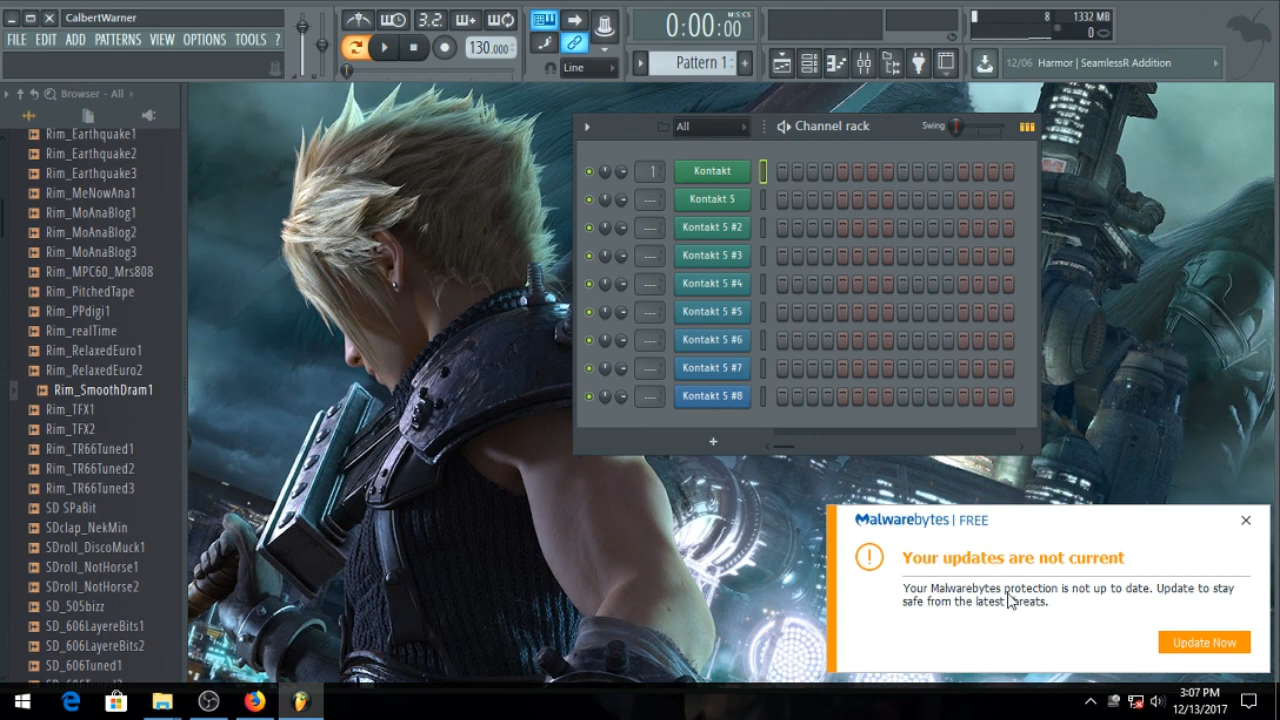 CalbertWarner
3.2.
FILE EDIT ADD PATTERNS VIEW OPTIONS TOOLS ?
130.000
Line
0:00:00
M:S:CS
Pattern 1
8
1332 MB
0
12/06 Harmor | SeamlessR Addition
Browser - All
Rim_Earthquake1
Rim_Earthquake2
Rim_Earthquake3
Rim_MeNowAna1
Rim_MoAnaBlog1
Rim_MoAnaBlog2
Rim_MoAnaBlog3
Rim_MPC60_Mrs808
Rim_PitchedTape
Rim_PPdigi1
Rim_realTime
Rim_RelaxedEuro1
Rim_RelaxedEuro2
Rim_SmoothDram1
Rim_TFX1
Rim_TFX2
Rim_TR66Tuned1
Rim_TR66Tuned2
Rim_TR66Tuned3
SD SPaBit
SDclap_NekMin
SDroll_DiscoMuck1
SDroll_NotHorse1
SDroll_NotHorse2
SD_505bizz
SD_606LayereBits1
SD_606LayereBits2
SD_606Tuned1
All
Channel rack
Swing
1
Kontakt
--- Kontakt 5
--- Kontakt 5 #2
--- Kontakt 5 #3
--- Kontakt 5 #4
--- Kontakt 5 #5
--- Kontakt 5 #6
--- Kontakt 5 #7
--- Kontakt 5 #8
+
Malwarebytes | FREE
Your updates are not current
Your Malwarebytes protection is not up to date. Update to stay
safe from the latest threats.
Update Now
3:07 PM
12/13/2017